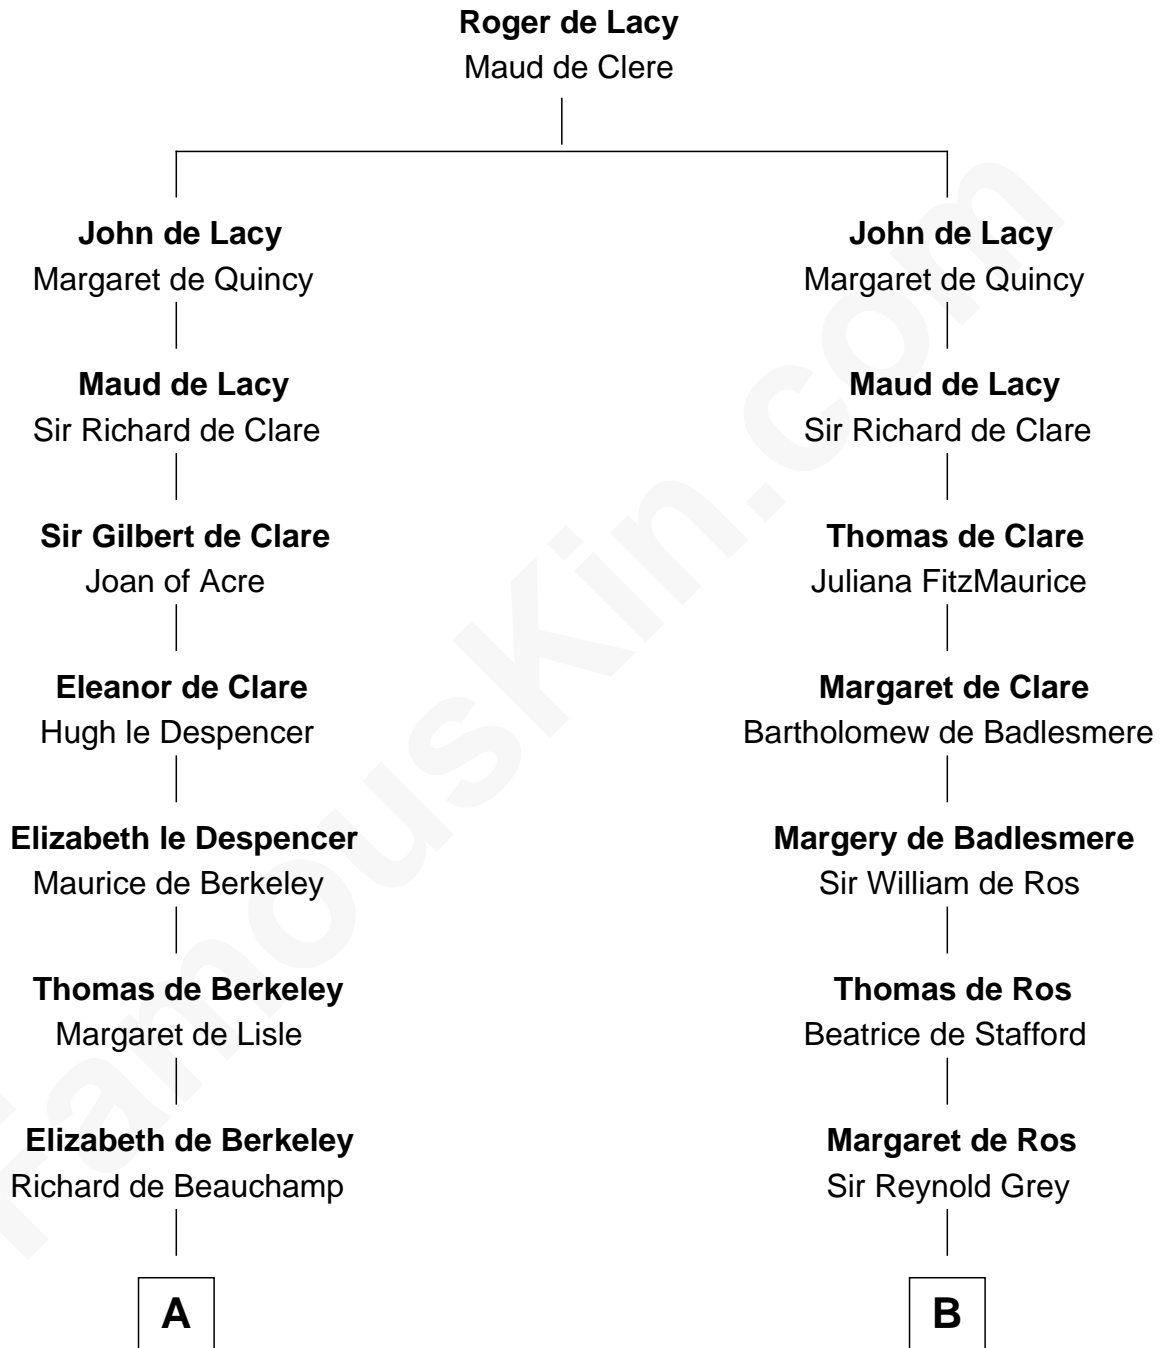 Roger de Lacy
Maud de Clere
John de Lacy
Margaret de Quincy
John de Lacy
Margaret de Quincy
Maud de Lacy
Sir Richard de Clare
Maud de Lacy
Sir Richard de Clare
Sir Gilbert de Clare
Joan of Acre
Thomas de Clare
Juliana FitzMaurice
Eleanor de Clare
Hugh le Despencer
Margaret de Clare
Bartholomew de Badlesmere
Elizabeth le Despencer
Maurice de Berkeley
Margery de Badlesmere
Sir William de Ros
Thomas de Berkeley
Margaret de Lisle
Thomas de Ros
Beatrice de Stafford
Elizabeth de Berkeley
Richard de Beauchamp
Margaret de Ros
Sir Reynold Grey
A
B
FamousKin.com